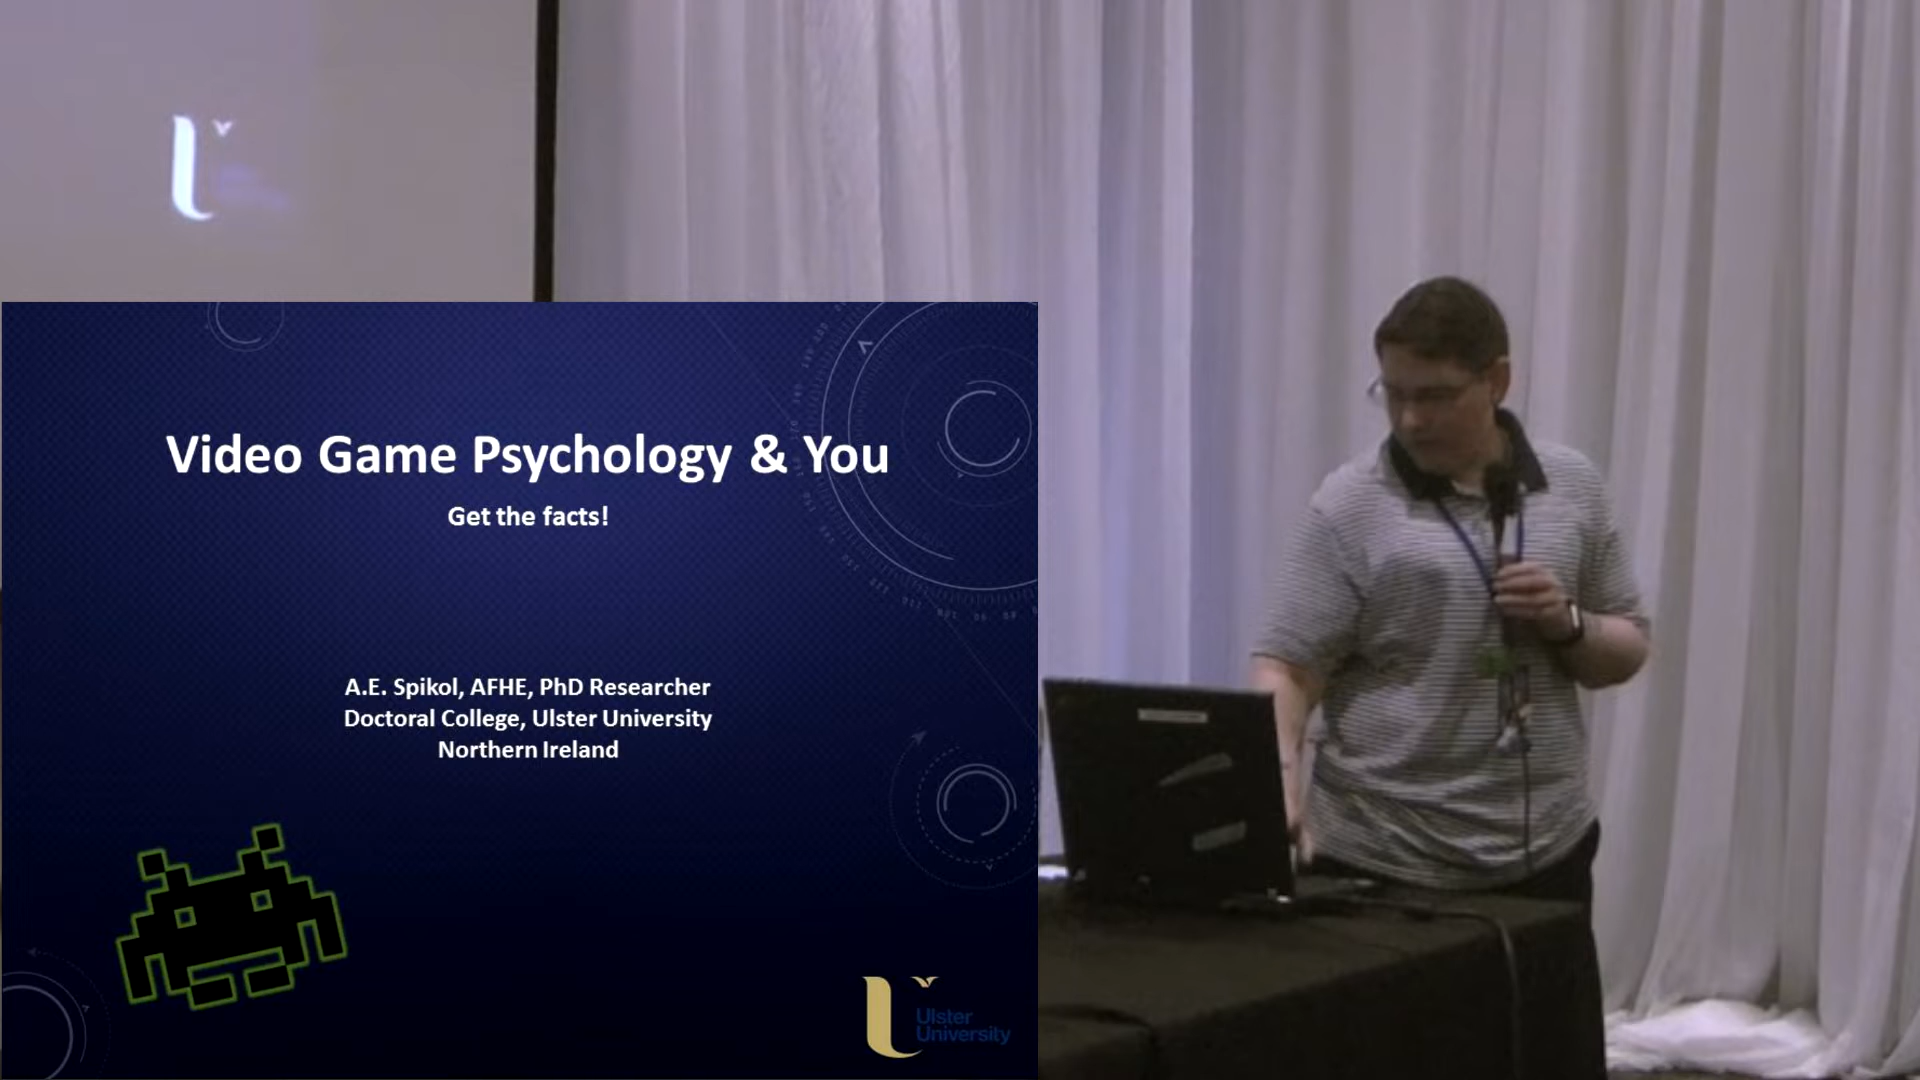 Video Game Psychology & You
Get the facts!
A.E. Spikol, AFHE, PhD Researcher
Doctoral College, Ulster University
Northern Ireland
Ulster
University